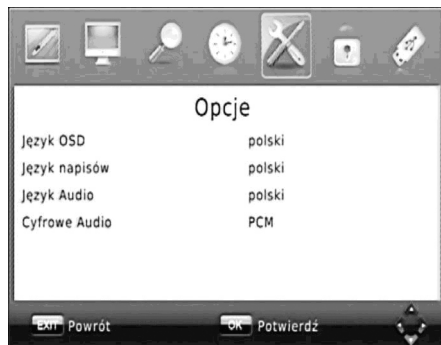 Opcje
Język OSD polski
Język napisów polski
Język Audio polski
Cyfrowe Audio PCM
EXIT Powrót OK Potwierdź